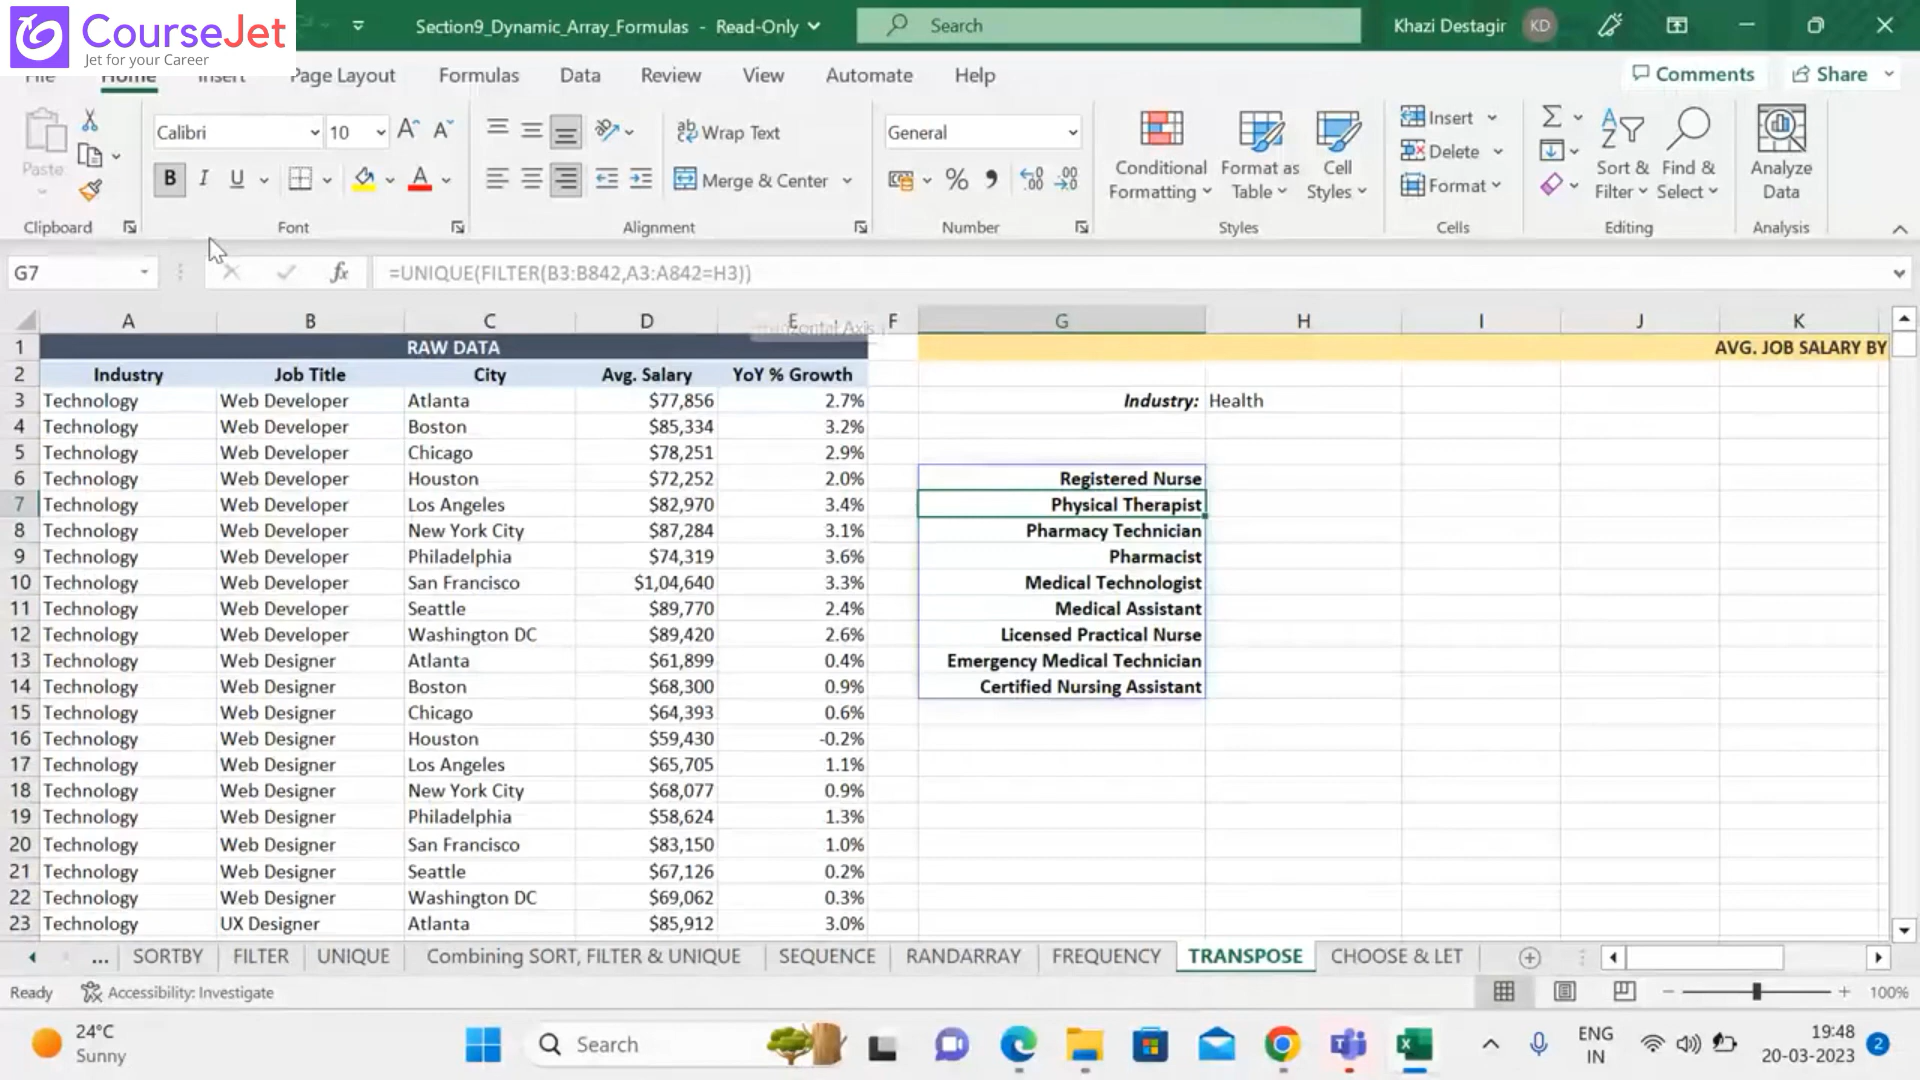 CourseJet
Jet for your Career
Section9_Dynamic_Array_Formulas - Read-Only
Search
Khazi Destagir
KD
File Home Insert Page Layout Formulas Data Review View Automate Help
Comments
Share
Paste
Calibri
10
Wrap Text
General
Conditional Formatting
Format as Table
Cell Styles
Insert
Delete
Format
Sort & Filter
Find & Select
Analyze Data
B I U
Merge & Center
Clipboard
Font
Alignment
Number
Styles
Cells
Editing
Analysis
G7
fx
=UNIQUE(FILTER(B3:B842,A3:A842=H3))
A B C D E F G H I J K
1 RAW DATA AVG. JOB SALARY BY
2 Industry Job Title City Avg. Salary YoY % Growth
3 Technology Web Developer Atlanta $77,856 2.7% Industry: Health
4 Technology Web Developer Boston $85,334 3.2%
5 Technology Web Developer Chicago $78,251 2.9%
6 Technology Web Developer Houston $72,252 2.0% Registered Nurse
7 Technology Web Developer Los Angeles $82,970 3.4% Physical Therapist
8 Technology Web Developer New York City $87,284 3.1% Pharmacy Technician
9 Technology Web Developer Philadelphia $74,319 3.6% Pharmacist
10 Technology Web Developer San Francisco $1,04,640 3.3% Medical Technologist
11 Technology Web Developer Seattle $89,770 2.4% Medical Assistant
12 Technology Web Developer Washington DC $89,420 2.6% Licensed Practical Nurse
13 Technology Web Designer Atlanta $61,899 0.4% Emergency Medical Technician
14 Technology Web Designer Boston $68,300 0.9% Certified Nursing Assistant
15 Technology Web Designer Chicago $64,393 0.6%
16 Technology Web Designer Houston $59,430 -0.2%
17 Technology Web Designer Los Angeles $65,705 1.1%
18 Technology Web Designer New York City $68,077 0.9%
19 Technology Web Designer Philadelphia $58,624 1.3%
20 Technology Web Designer San Francisco $83,150 1.0%
21 Technology Web Designer Seattle $67,126 0.2%
22 Technology Web Designer Washington DC $69,062 0.3%
23 Technology UX Designer Atlanta $85,912 3.0%
... SORTBY FILTER UNIQUE Combining SORT, FILTER & UNIQUE SEQUENCE RANDARRAY FREQUENCY TRANSPOSE CHOOSE & LET
Ready
Accessibility: Investigate
100%
24°C
Sunny
Search
ENG
IN
19:48
20-03-2023
2